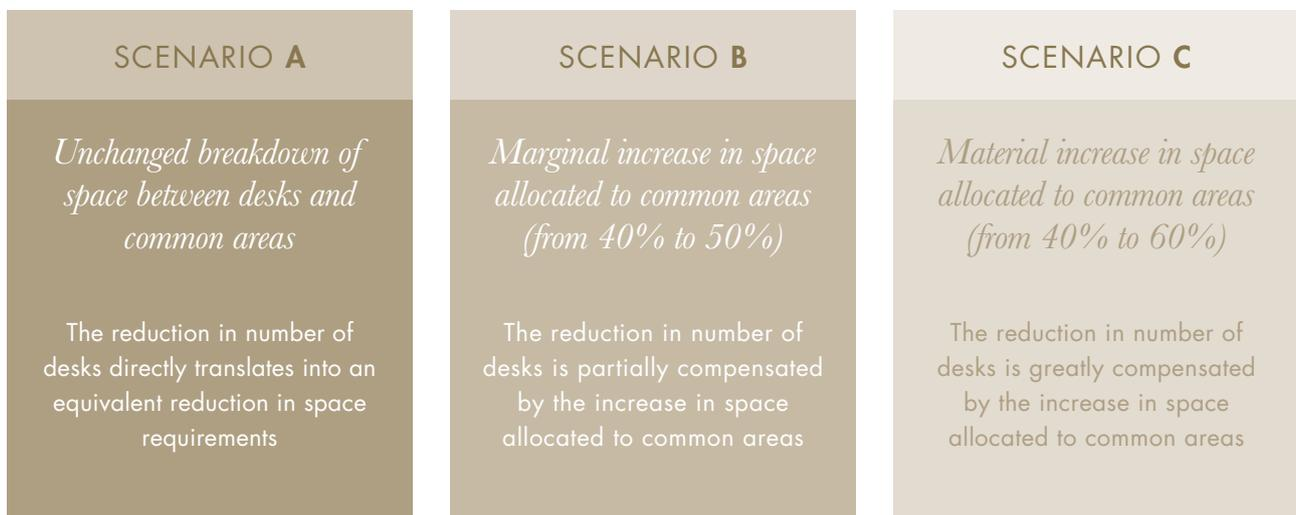 SCENARIO A
Unchanged breakdown of
space between desks and
common areas
The reduction in number of
desks directly translates into an
equivalent reduction in space
requirements
SCENARIO B
Marginal increase in space
allocated to common areas
(from 40% to 50%)
The reduction in number of
desks is partially compensated
by the increase in space
allocated to common areas
SCENARIO C
Material increase in space
allocated to common areas
(from 40% to 60%)
The reduction in number of
desks is greatly compensated
by the increase in space
allocated to common areas